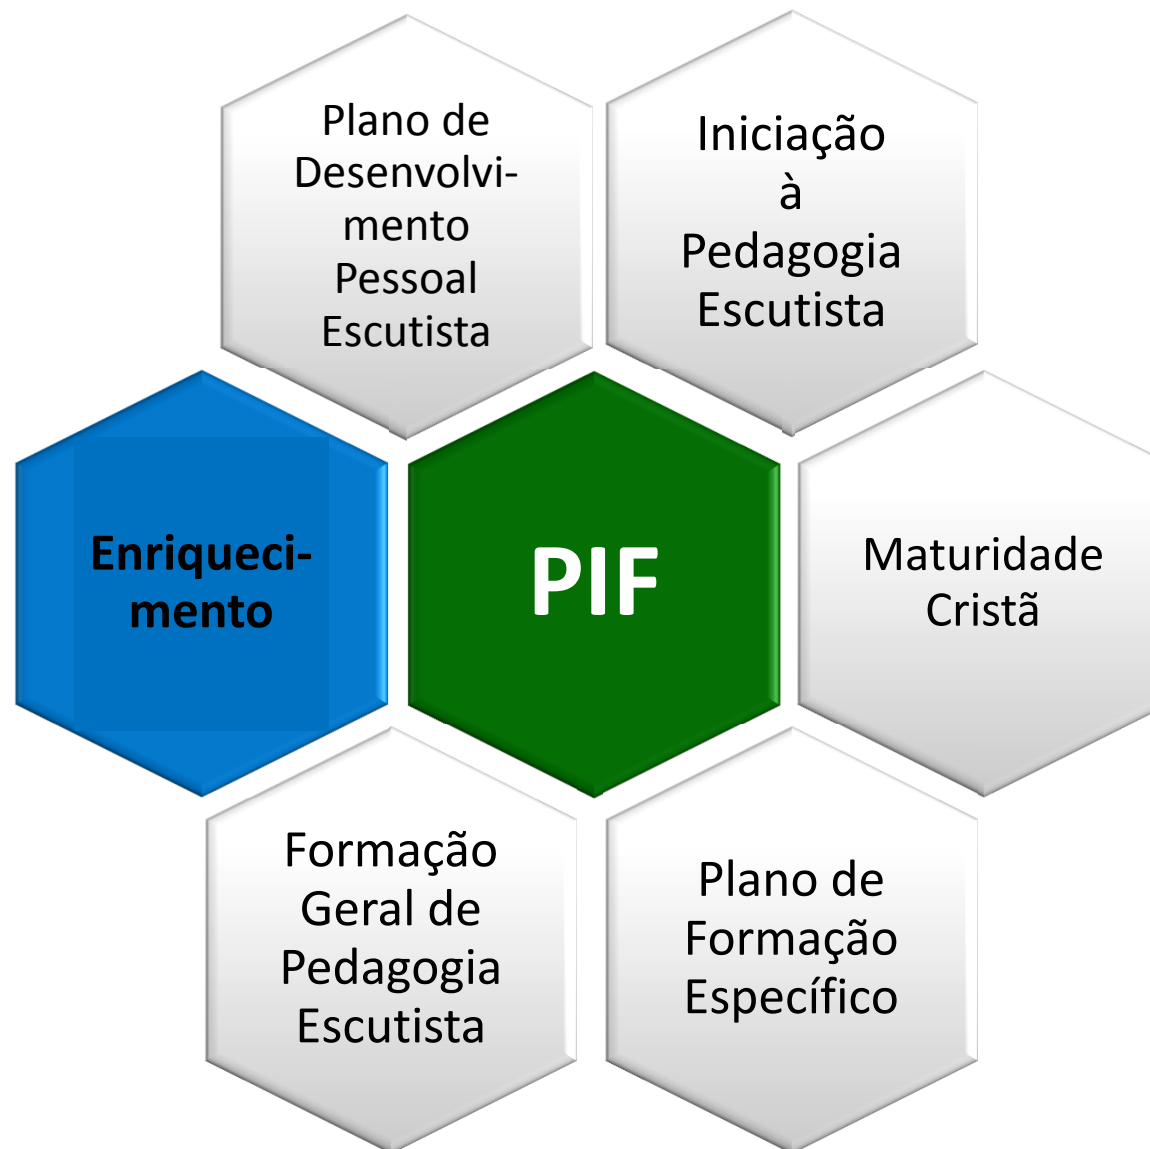 Plano de
Desenvolvi-
mento
Pessoal
Escutista
Iniciação
à
Pedagogia
Escutista
Enriqueci-
mento
PIF
Maturidade
Cristã
Formação
Geral de
Pedagogia
Escutista
Plano de
Formação
Específico